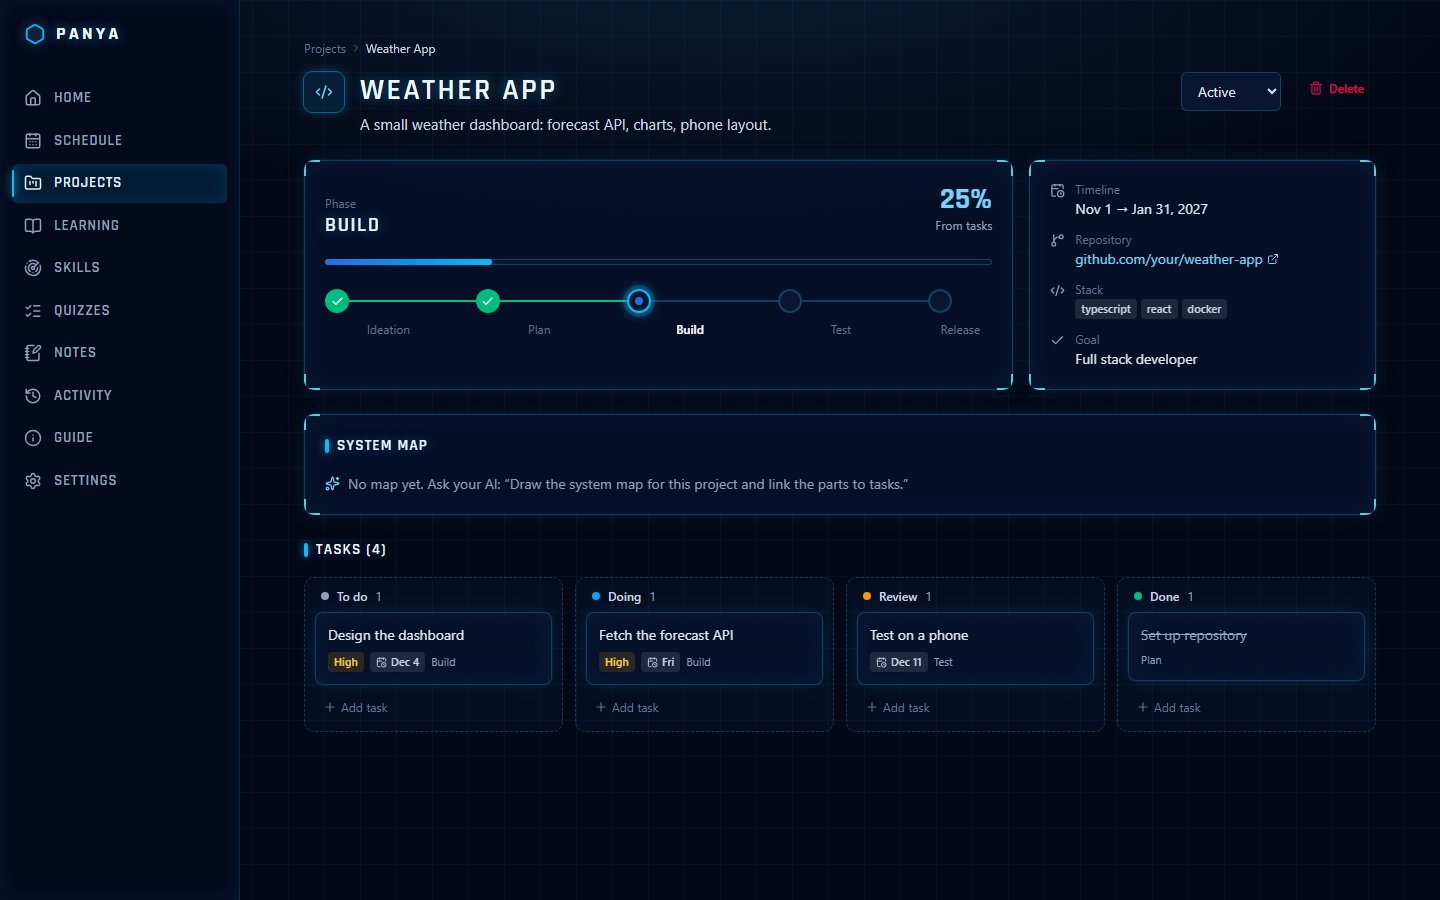 PANYA
HOME
SCHEDULE
PROJECTS
LEARNING
SKILLS
QUIZZES
NOTES
ACTIVITY
GUIDE
SETTINGS
Projects > Weather App
WEATHER APP
A small weather dashboard: forecast API, charts, phone layout.
Active
Delete
Phase
BUILD
25%
From tasks
Ideation
Plan
Build
Test
Release
Timeline
Nov 1 → Jan 31, 2027
Repository
github.com/your/weather-app
Stack
typescript react docker
Goal
Full stack developer
SYSTEM MAP
No map yet. Ask your AI: “Draw the system map for this project and link the parts to tasks.”
TASKS (4)
To do 1
Design the dashboard
High Dec 4 Build
+ Add task
Doing 1
Fetch the forecast API
High Fri Build
+ Add task
Review 1
Test on a phone
Dec 11 Test
+ Add task
Done 1
Set up repository
Plan
+ Add task